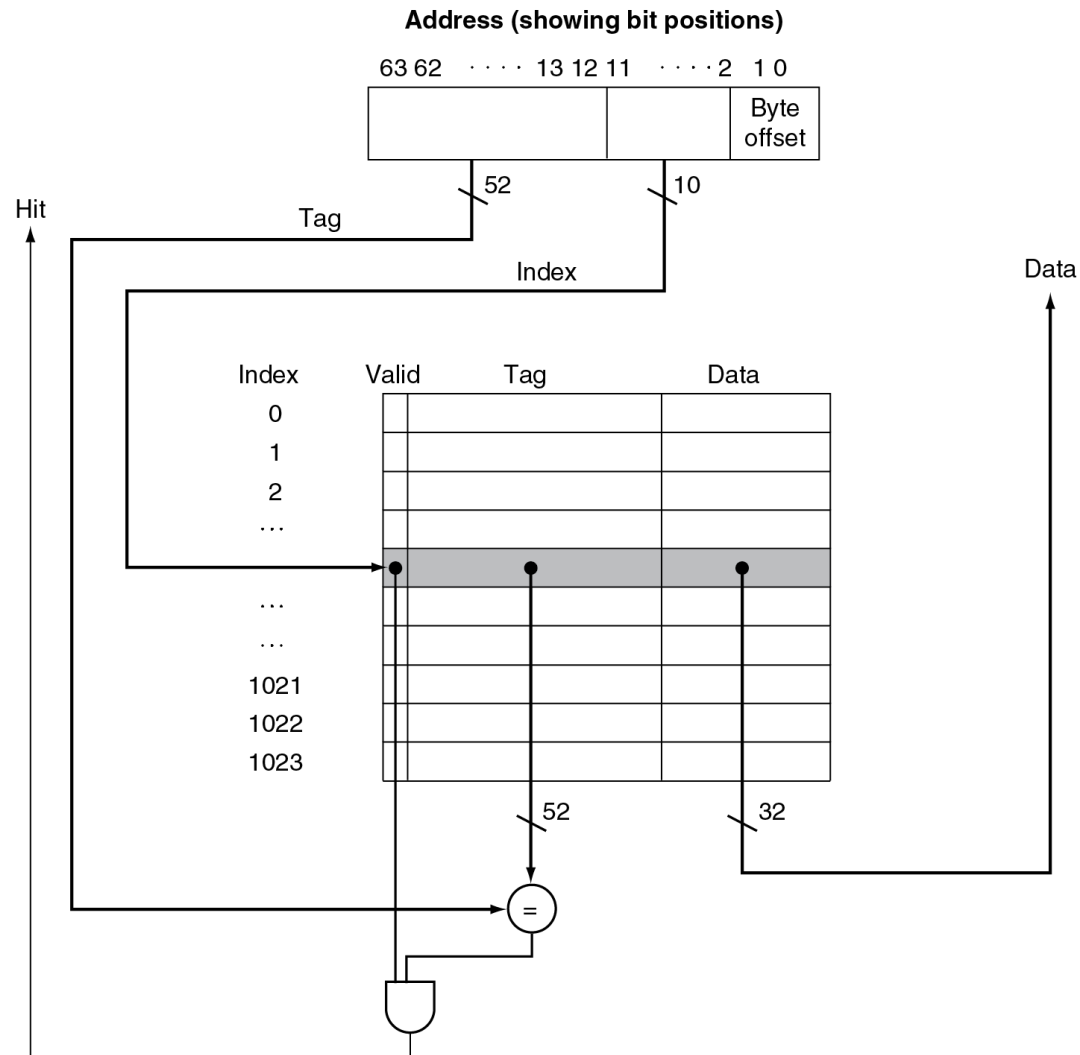 Address (showing bit positions)
63 62 · · · · 13 12 11 · · · · 2 1 0
Byte
offset
52
10
Hit
Tag
Index
Data
Index Valid Tag Data
0
1
2
...
...
...
1021
1022
1023
52
32
=